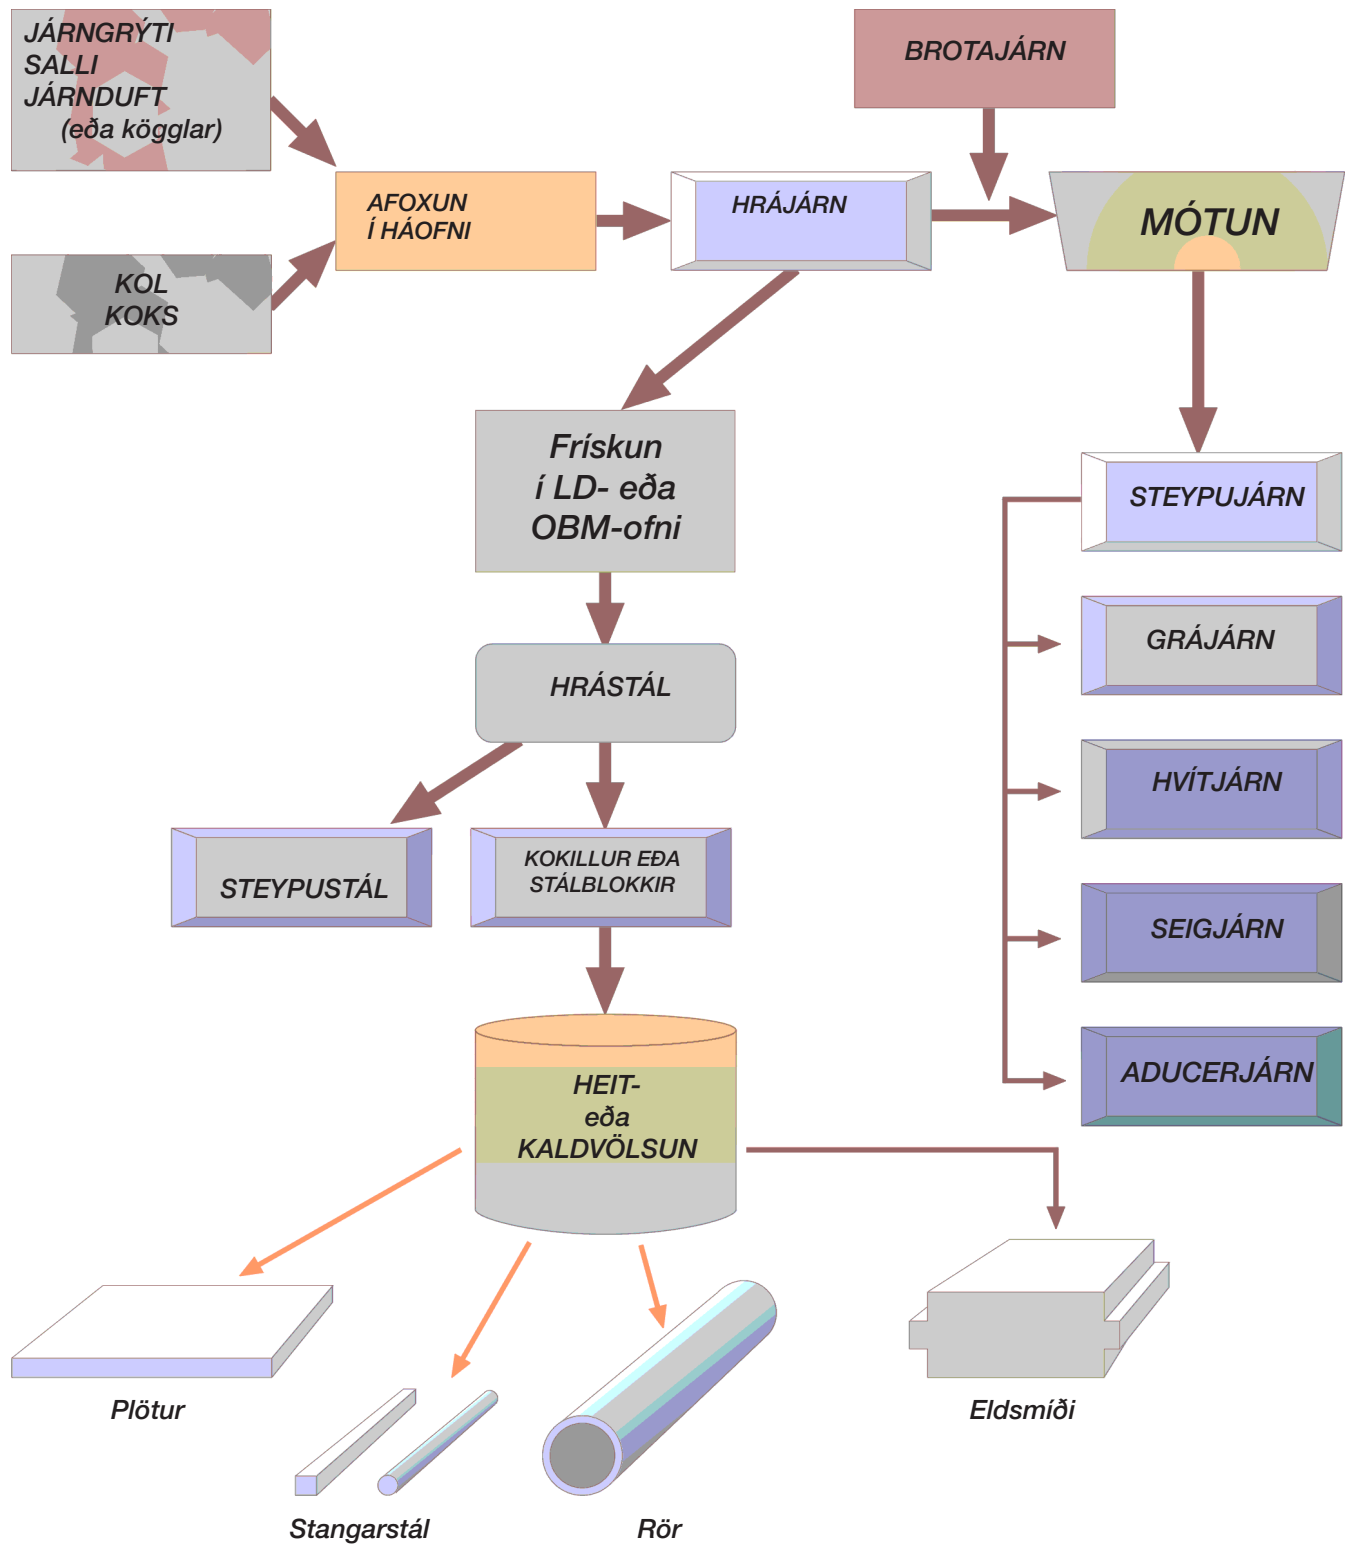 JÁRNGRÝTI
SALLI
JÁRNDUFT
(eða kögglar)
BROTAJÁRN
AFOXUN
Í HÁOFNI
HRÁJÁRN
MÓTUN
KOL
KOKS
Frískun
í LD- eða
OBM-ofni
STEYPUJÁRN
GRÁJÁRN
HRÁSTÁL
HVÍTJÁRN
STEYPUSTÁL
KOKILLUR EÐA
STÁLBLOKKIR
SEIGJÁRN
ADUCERJÁRN
HEIT-
eða
KALDVÖLSUN
Plötur
Eldsmíði
Stangarstál
Rör